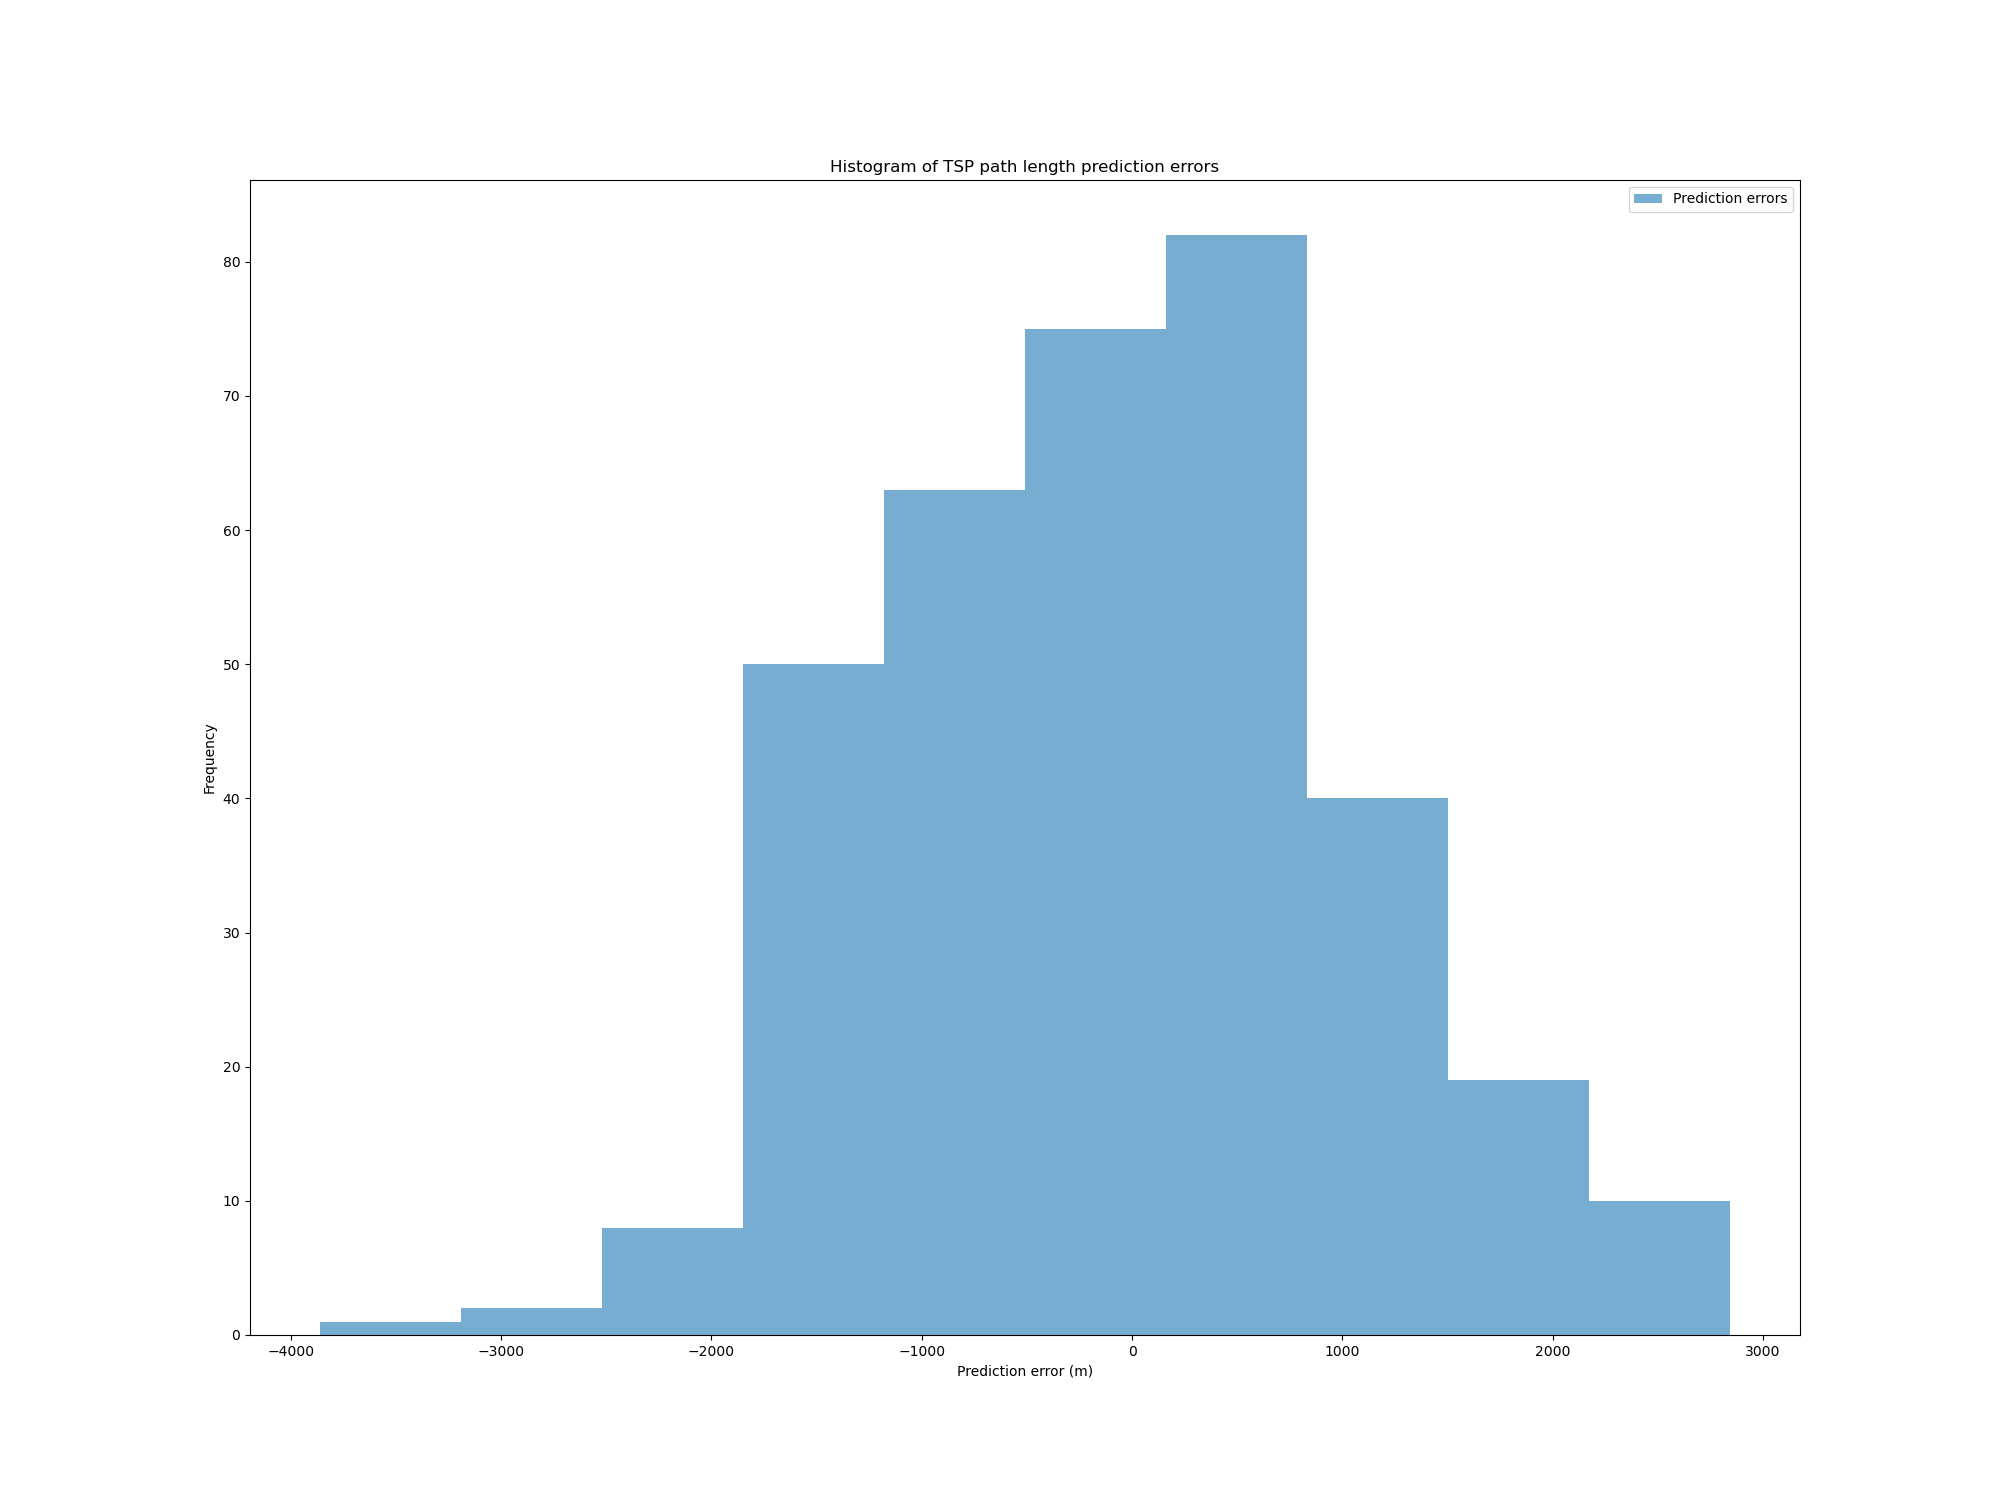 Histogram of TSP path length prediction errors
Prediction errors
80
70
60
50
40
30
20
10
0
Frequency
−4000 −3000 −2000 −1000 0 1000 2000 3000
Prediction error (m)